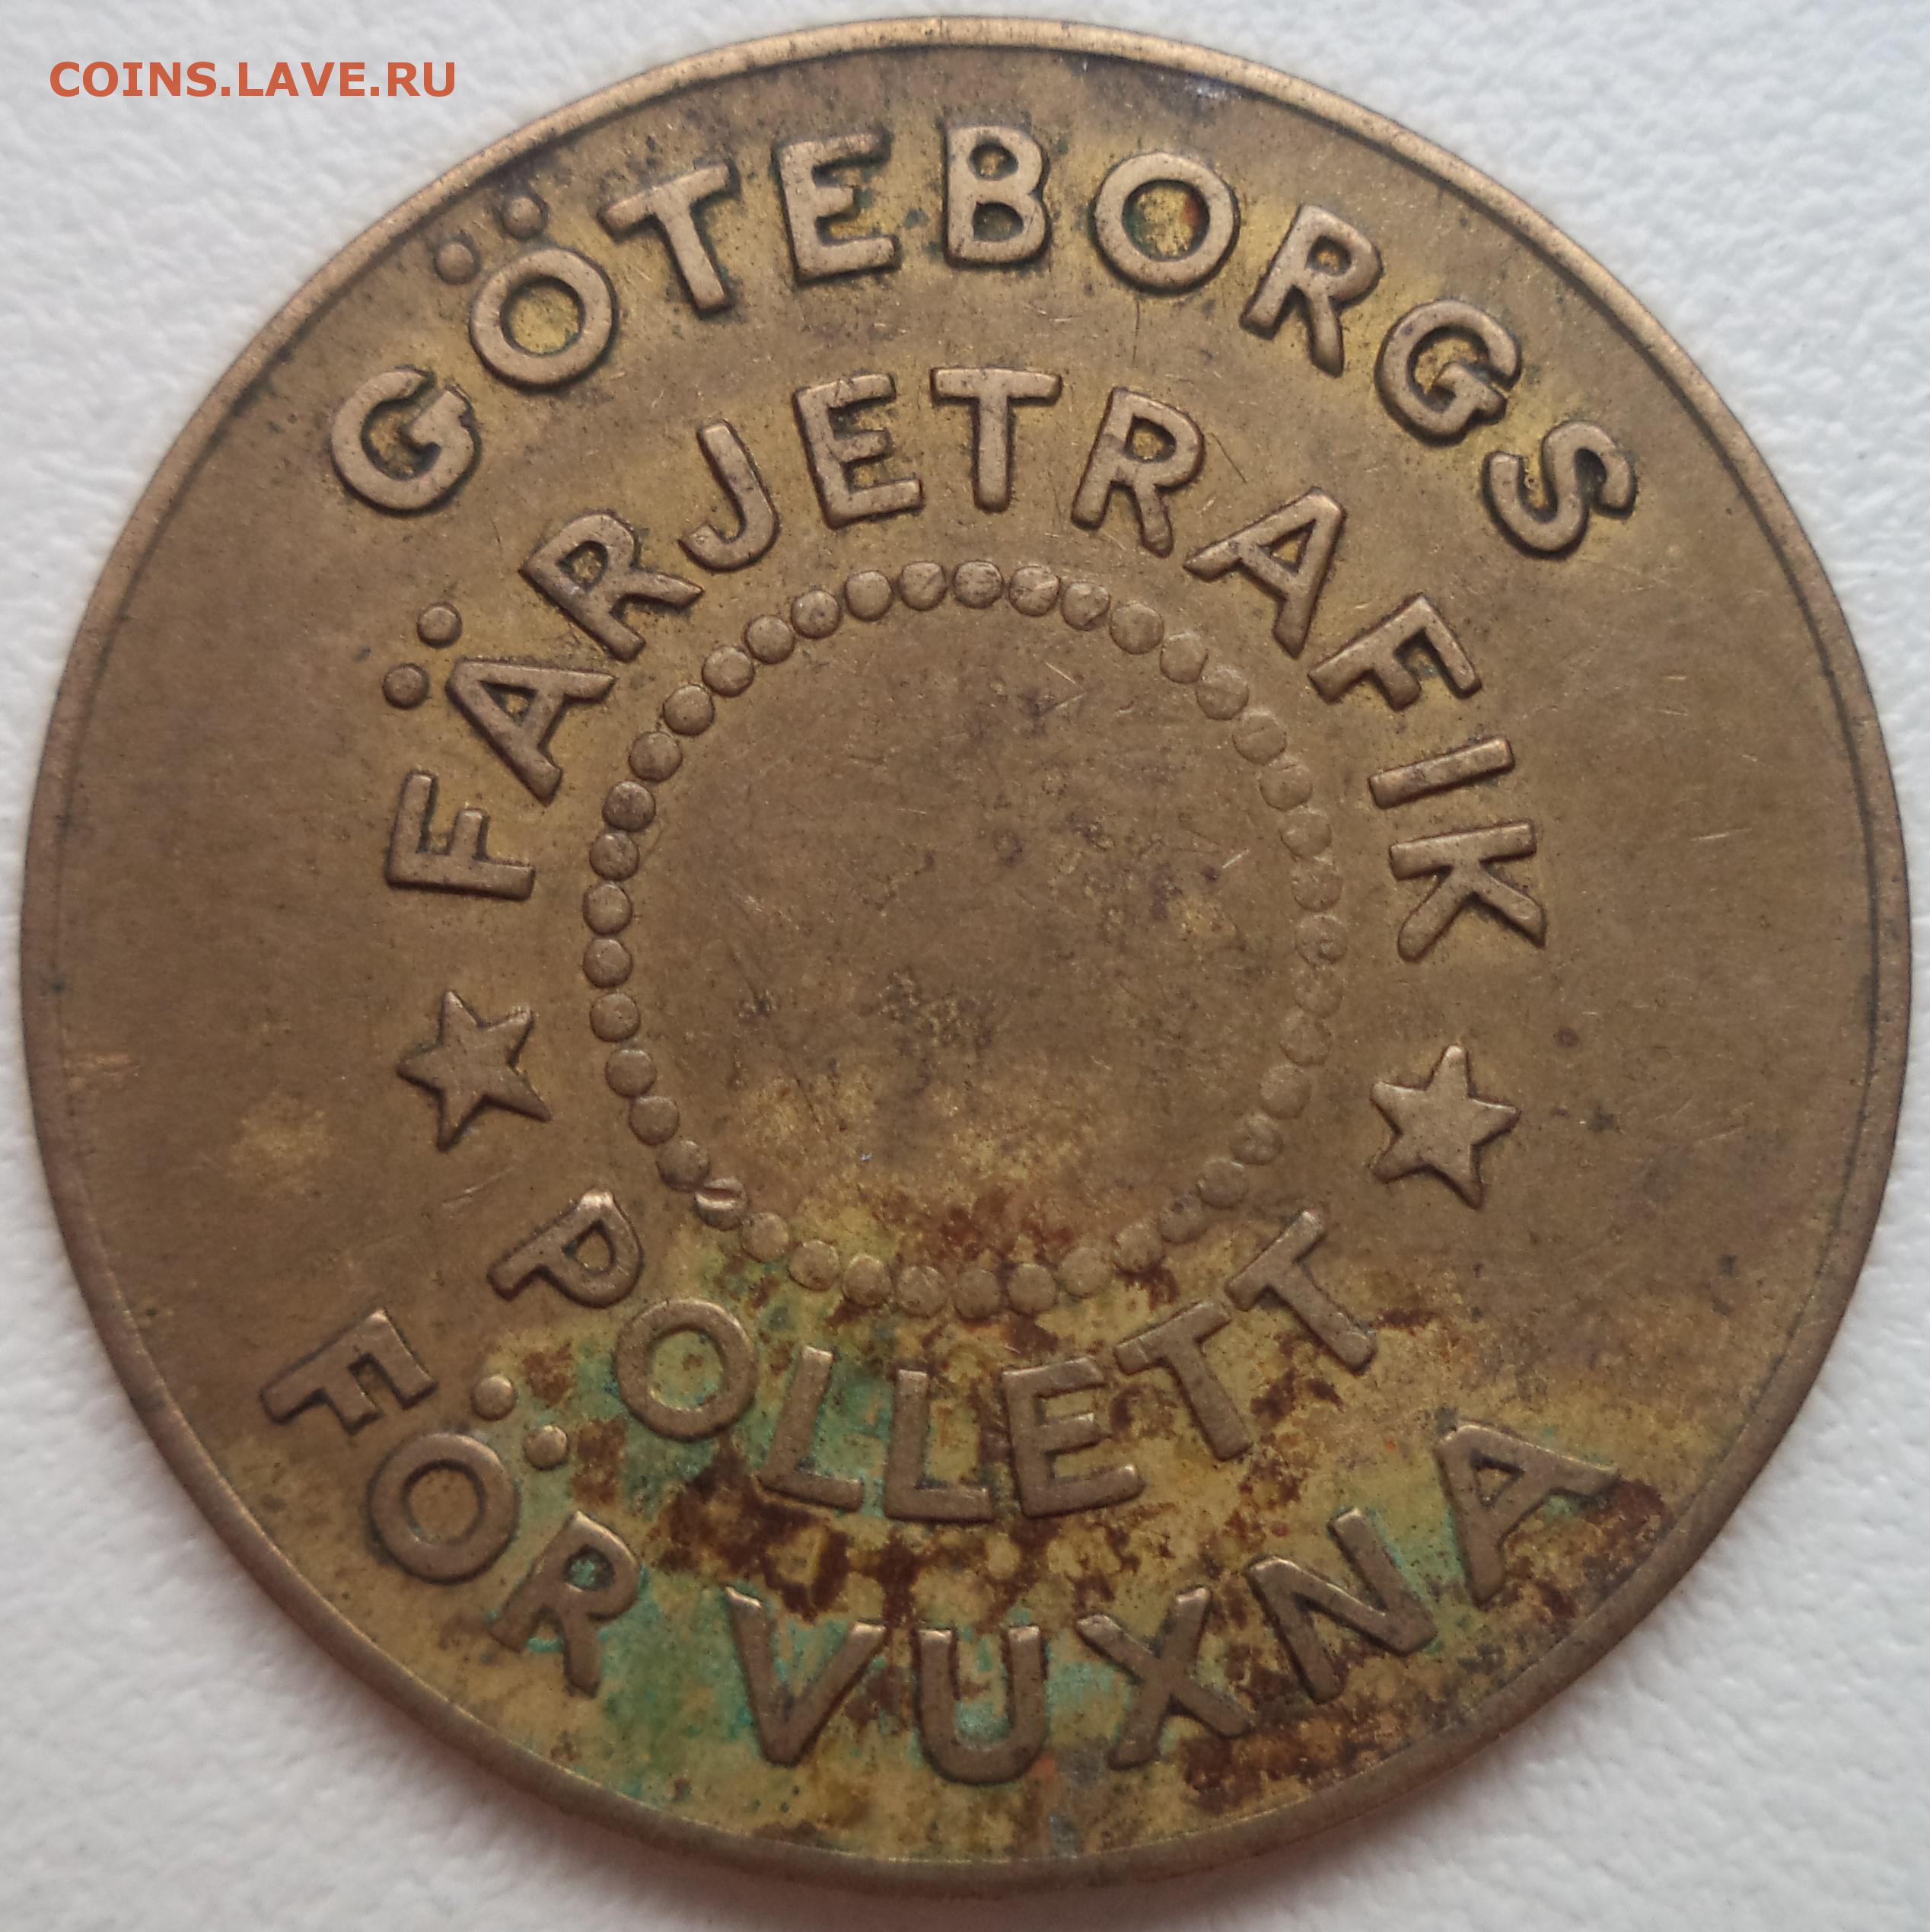 COINS.LAVE.RU
GÖTEBORGS
FÄRJETRAFIK
POLLETT
FÖR VUXNA